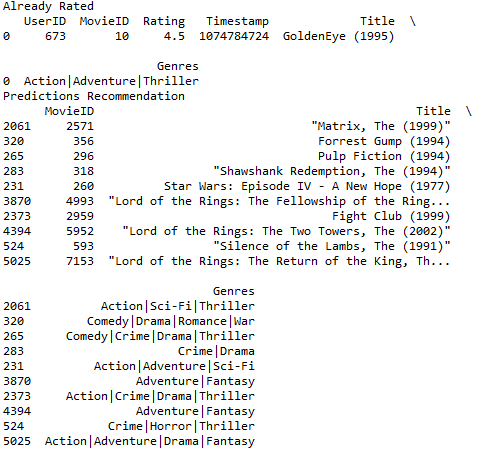 Already Rated
   UserID  MovieID  Rating   Timestamp             Title  \
0     673       10     4.5  1074784724  GoldenEye (1995)

                      Genres
0  Action|Adventure|Thriller
Predictions Recommendation
      MovieID                                              Title  \
2061     2571                               "Matrix, The (1999)"
320       356                                Forrest Gump (1994)
265       296                                Pulp Fiction (1994)
283       318                 "Shawshank Redemption, The (1994)"
231       260          Star Wars: Episode IV - A New Hope (1977)
3870     4993  "Lord of the Rings: The Fellowship of the Ring...
2373     2959                                  Fight Club (1999)
4394     5952     "Lord of the Rings: The Two Towers, The (2002)"
524       593                 "Silence of the Lambs, The (1991)"
5025     7153  "Lord of the Rings: The Return of the King, Th...

                              Genres
2061          Action|Sci-Fi|Thriller
320         Comedy|Drama|Romance|War
265      Comedy|Crime|Drama|Thriller
283                      Crime|Drama
231          Action|Adventure|Sci-Fi
3870               Adventure|Fantasy
2373     Action|Crime|Drama|Thriller
4394               Adventure|Fantasy
524            Crime|Horror|Thriller
5025  Action|Adventure|Drama|Fantasy